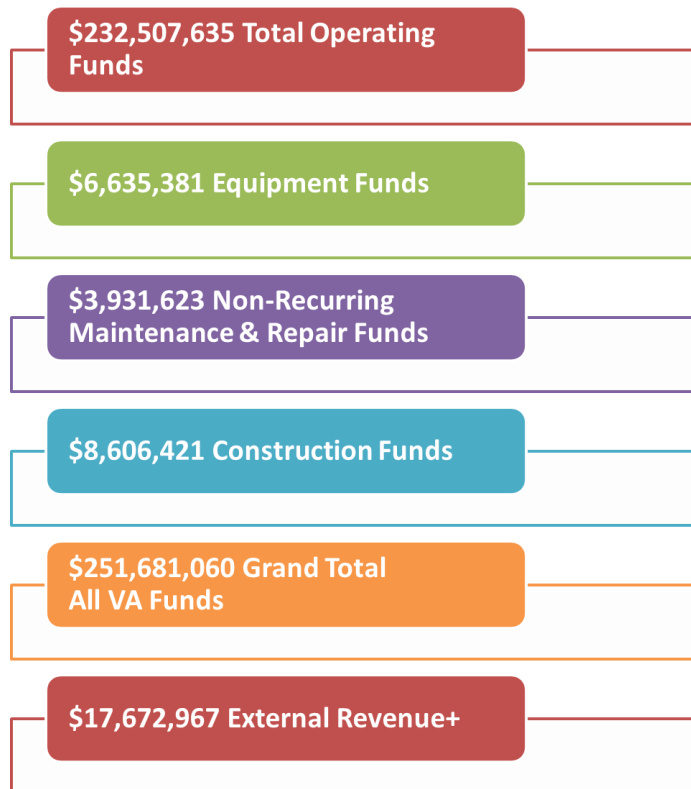 $232,507,635 Total Operating
Funds
$6,635,381 Equipment Funds
$3,931,623 Non-Recurring
Maintenance & Repair Funds
$8,606,421 Construction Funds
$251,681,060 Grand Total
All VA Funds
$17,672,967 External Revenue+